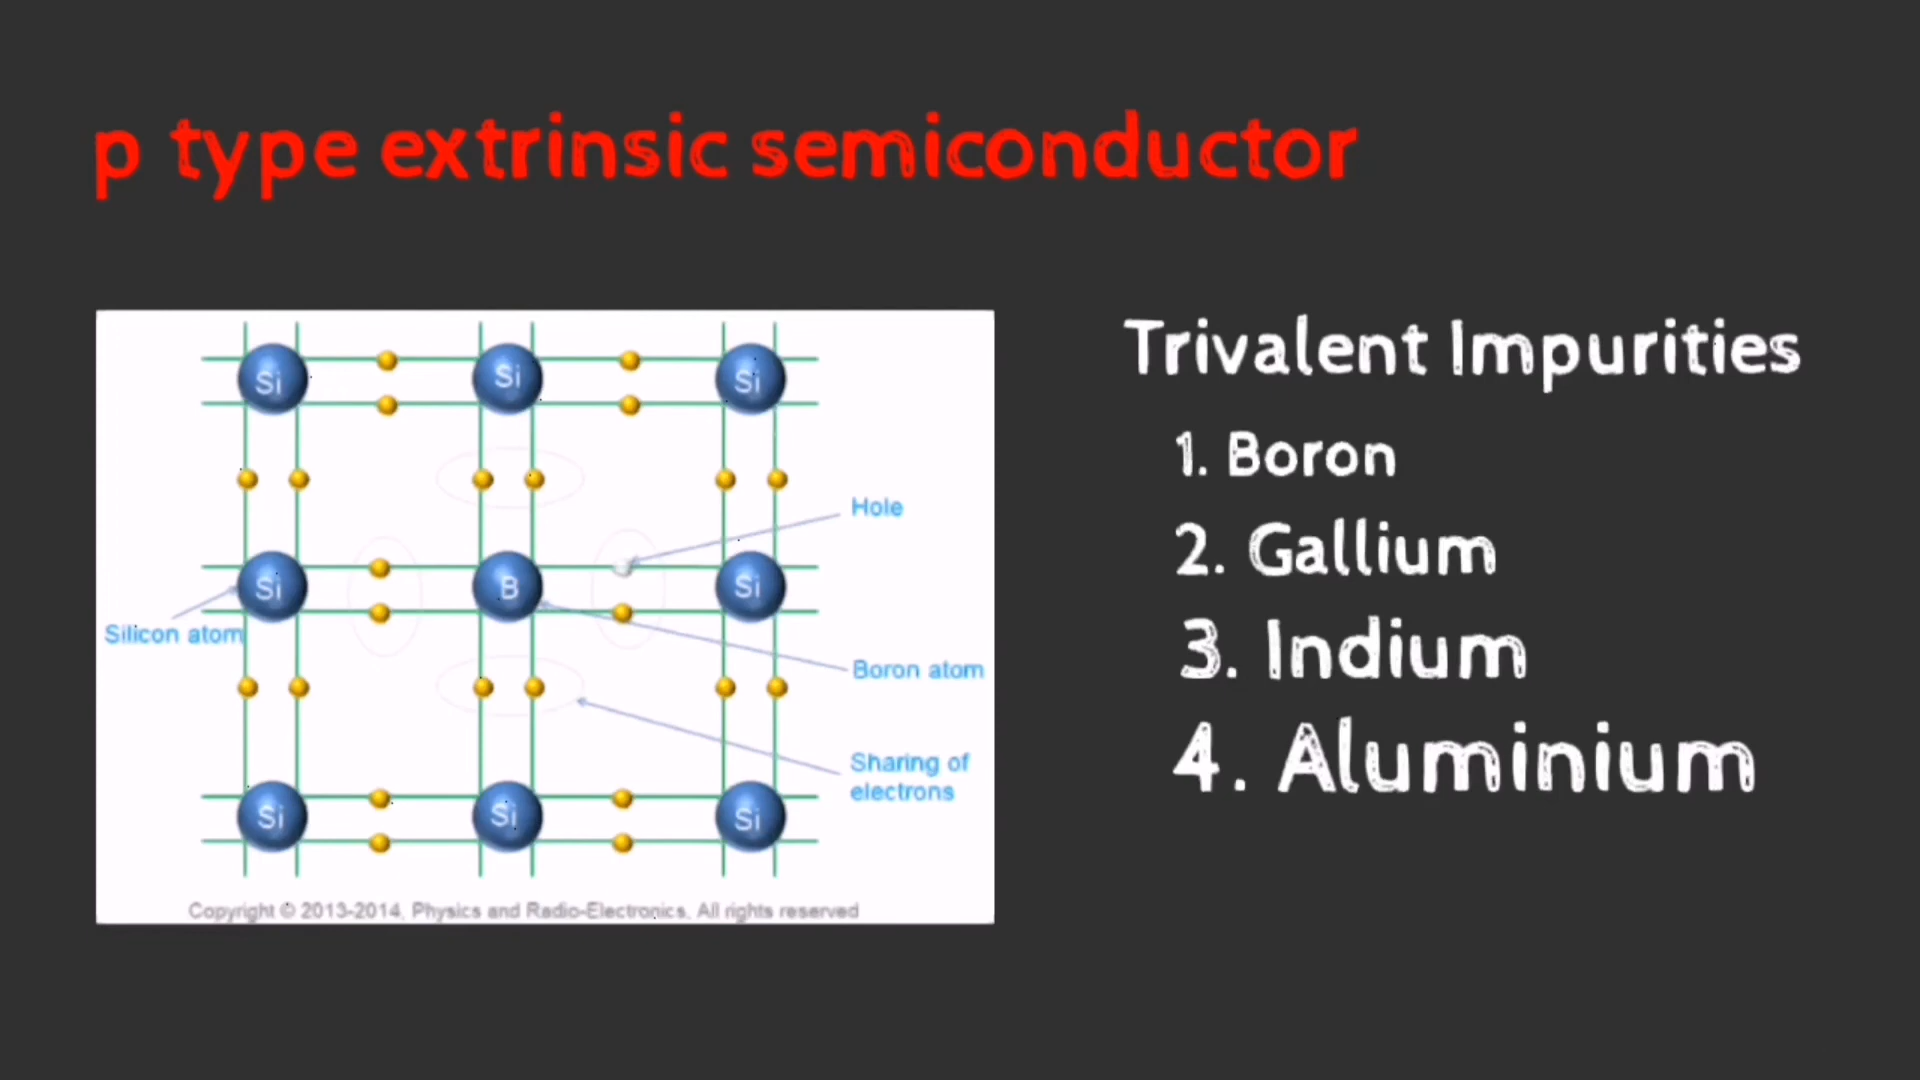 p type extrinsic semiconductor
Si Si Si
Hole
Si B Si
Silicon atom
Boron atom
Sharing of
electrons
Si Si Si
Copyright © 2013-2014, Physics and Radio-Electronics, All rights reserved
Trivalent Impurities
1. Boron
2. Gallium
3. Indium
4. Aluminium